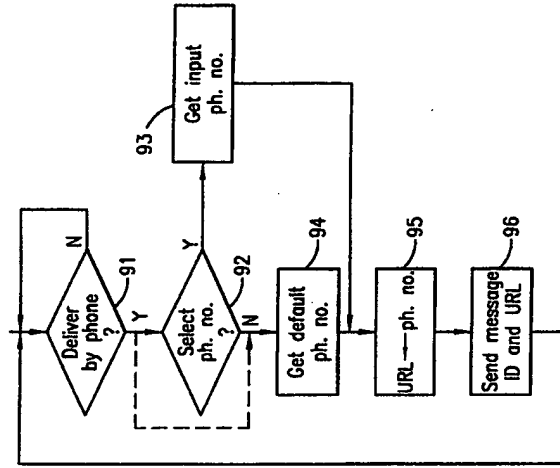 Deliver
by phone
?
N
91
Y
Select
ph. no.
?
Y
92
N
93
Get input
ph. no.
94
Get default
ph. no.
95
URL ← ph. no.
96
Send message
ID and URL